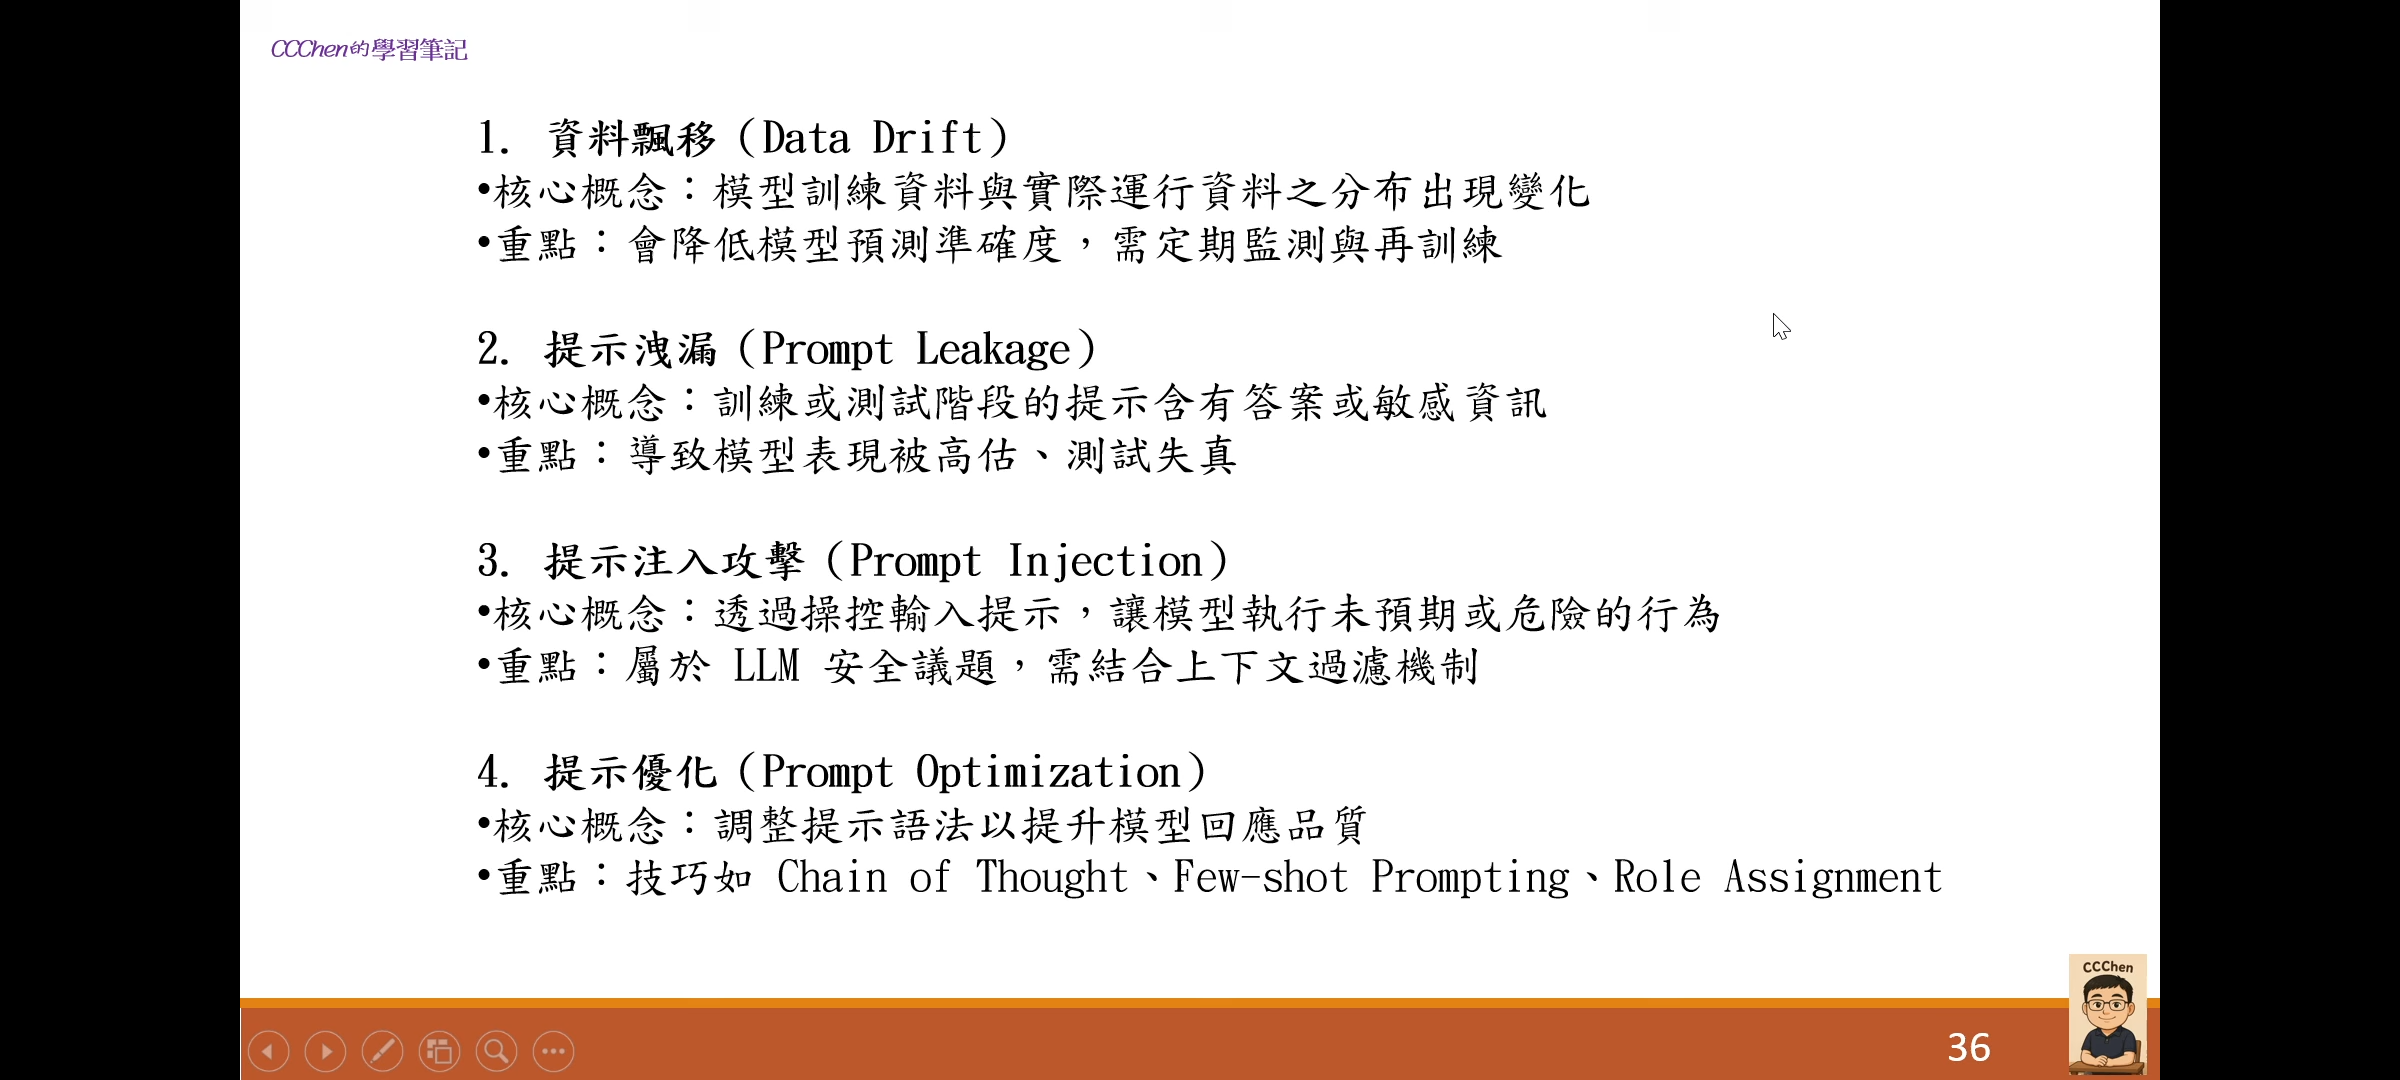 CCChen的學習筆記
1. 資料飄移（Data Drift）
•核心概念：模型訓練資料與實際運行資料之分布出現變化
•重點：會降低模型預測準確度，需定期監測與再訓練
2. 提示洩漏（Prompt Leakage）
•核心概念：訓練或測試階段的提示含有答案或敏感資訊
•重點：導致模型表現被高估、測試失真
3. 提示注入攻擊（Prompt Injection）
•核心概念：透過操控輸入提示，讓模型執行未預期或危險的行為
•重點：屬於 LLM 安全議題，需結合上下文過濾機制
4. 提示優化（Prompt Optimization）
•核心概念：調整提示語法以提升模型回應品質
•重點：技巧如 Chain of Thought、Few-shot Prompting、Role Assignment
CCChen
36